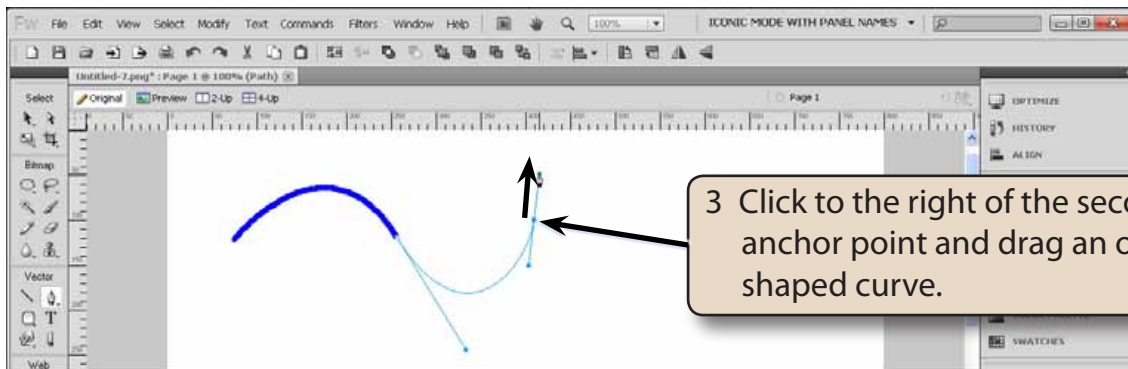 FW File Edit View Select Modify Text Commands Filters Window Help 100% ICONIC MODE WITH PANEL NAMES
Untitled-7.png* : Page 1 @ 100% (Path)
Select Original Preview 2-Up 4-Up Page 1
OPTIMIZE
HISTORY
ALIGN
Bitmap
3 Click to the right of the seco
anchor point and drag an o
shaped curve.
Vector
SWATCHES
Web